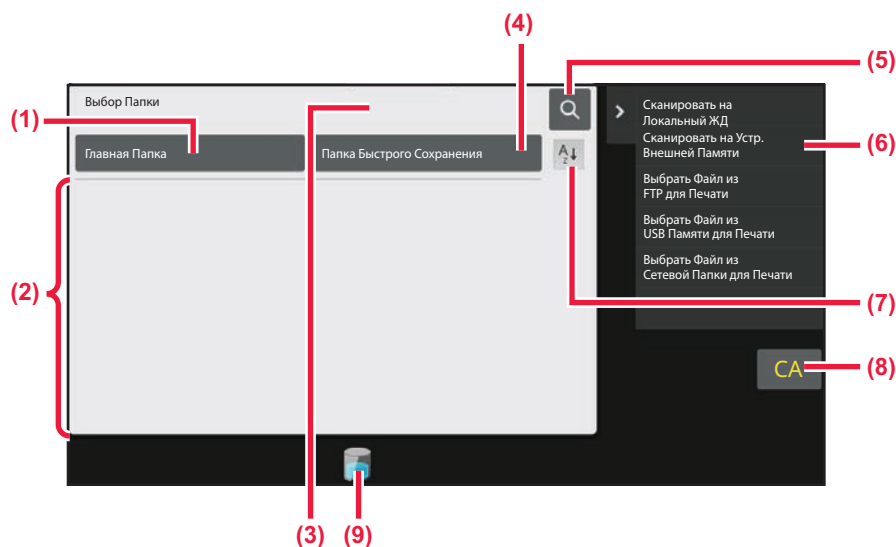 (4)
(5)
Выбор Папки
(1)
Сканировать на
Локальный ЖД
Главная Папка
Папка Быстрого Сохранения
A
z
Сканировать на Устр.
Внешней Памяти
(6)
Выбрать Файл из
FTP для Печати
Выбрать Файл из
USB Памяти для Печати
Выбрать Файл из
Сетевой Папки для Печати
(2)
(7)
CA
(8)
(3)
(9)